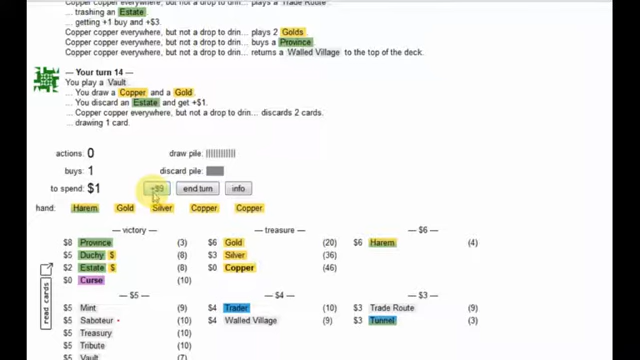 Copper copper everywhere, but not a drop to drin... plays a Trade Route .
... trashing an Estate .
... getting +1 buy and +$3.
Copper copper everywhere, but not a drop to drin... plays 2 Golds .
Copper copper everywhere, but not a drop to drin... buys a Province .
Copper copper everywhere, but not a drop to drin... returns a Walled Village to the top of the deck.
— Your turn 14 —
You play a Vault .
... You draw a Copper and a Gold .
... You discard an Estate and get +$1.
... Copper copper everywhere, but not a drop to drin... discards 2 cards.
... drawing 1 card.
actions: 0 draw pile:
buys: 1 discard pile:
to spend: $1 +$9 end turn info
hand: Harem Gold Silver Copper Copper
— victory — — treasure — — $6 —
$8 Province (3) $6 Gold (20) $6 Harem (4)
$5 Duchy $ (8) $3 Silver (36)
$2 Estate $ (8) $0 Copper (46)
$0 Curse (10)
read cards
— $5 — — $4 — — $3 —
$5 Mint (9) $4 Trader (10) $3 Trade Route (9)
$5 Saboteur (10) $4 Walled Village (9) $3 Tunnel (3)
$5 Treasury (10)
$5 Tribute (10)
$5 Vault (7)